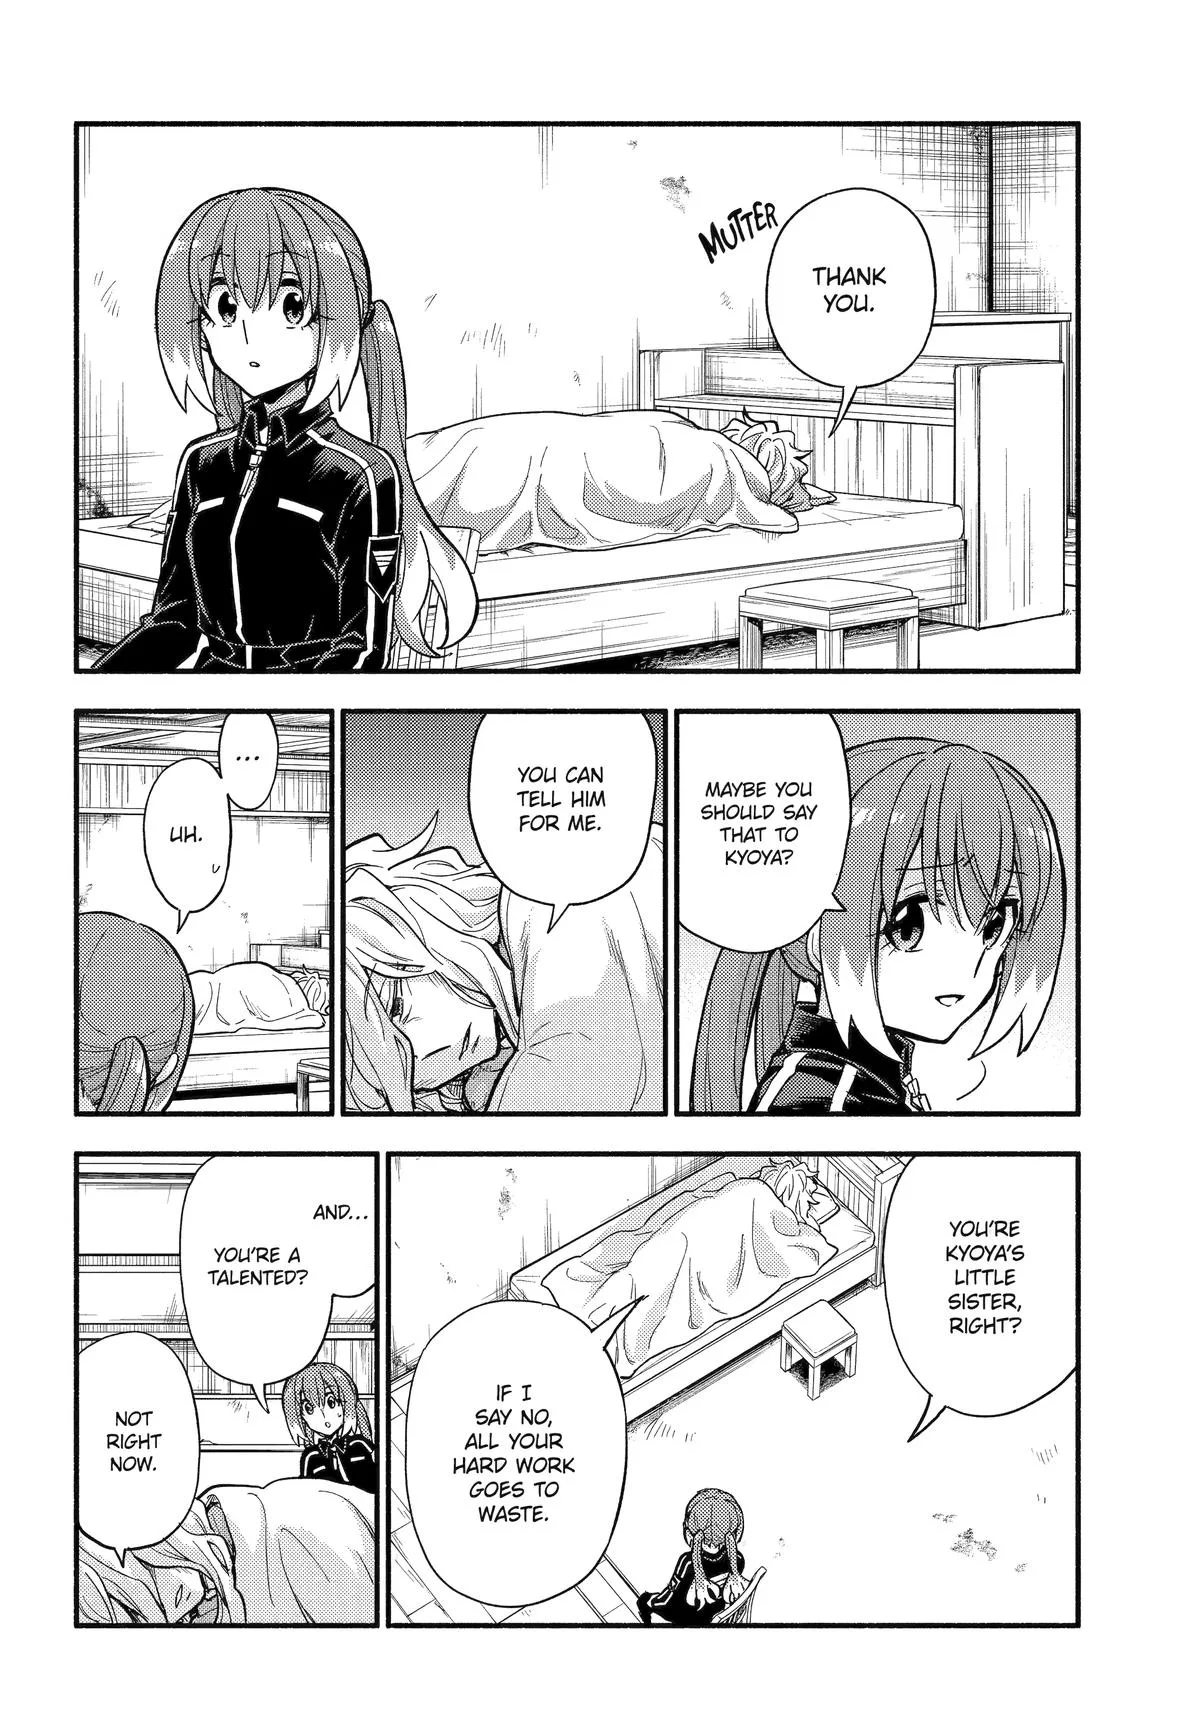 MUTTER
THANK
YOU.
MAYBE YOU
SHOULD SAY
THAT TO
KYOYA?
YOU CAN
TELL HIM
FOR ME.
...
UH.
YOU'RE
KYOYA'S
LITTLE
SISTER,
RIGHT?
IF I
SAY NO,
ALL YOUR
HARD WORK
GOES TO
WASTE.
AND...
YOU'RE A
TALENTED?
NOT
RIGHT
NOW.